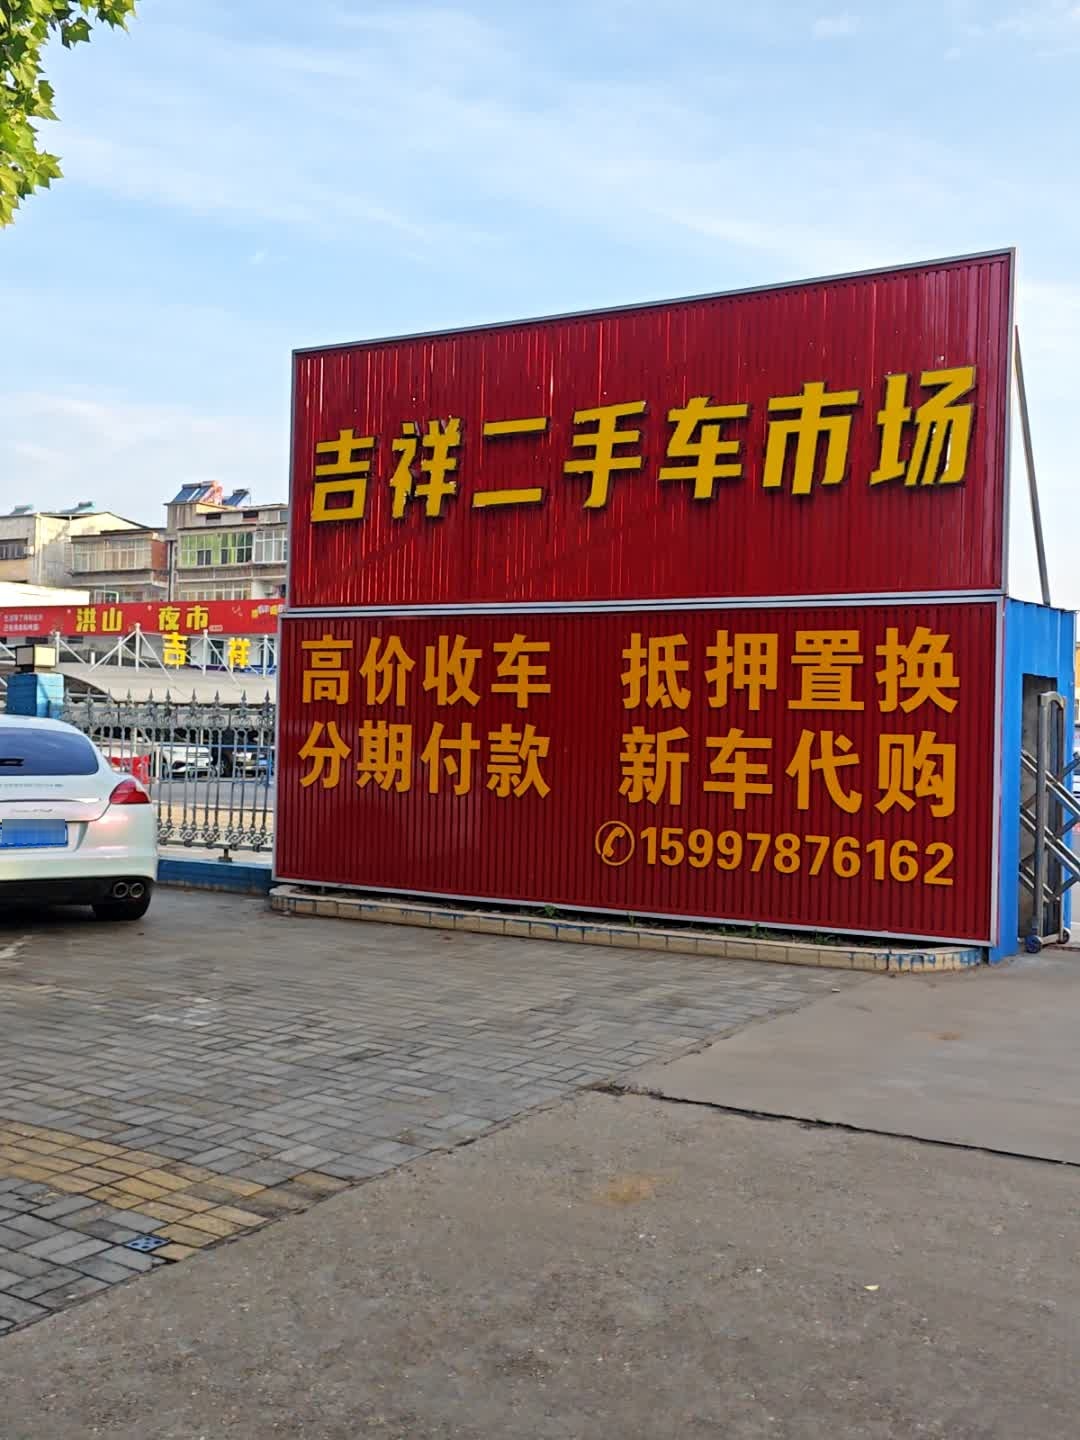 吉祥二手车市场
高价收车 抵押置换
分期付款 新车代购
15997876162
洪山 夜市
吉祥